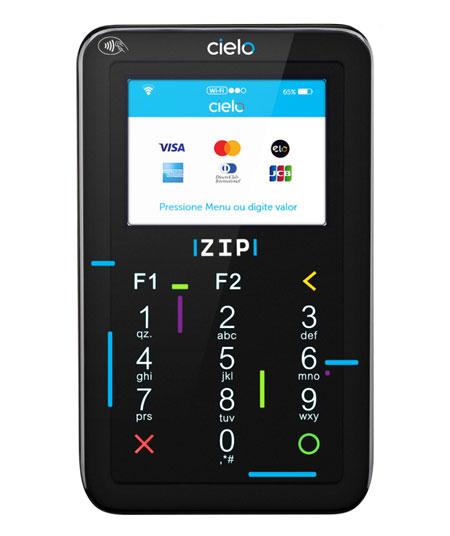 cielo
Wi-Fi 65%
cielo
VISA elo
Diners Club
International JCB
Pressione Menu ou digite valor
ZIP
F1 F2
1 2 3
qz. abc def
4 5 6
ghi jkl mno
7 8 9
prs tuv wxy
0
,*#